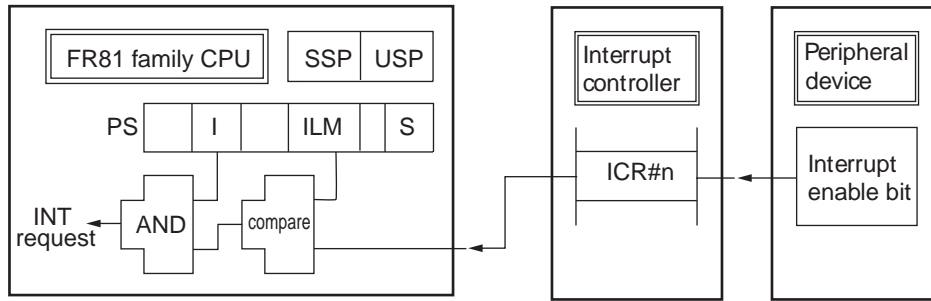 FR81 family CPU
SSP USP
PS I ILM S
AND
compare
INT
request
Interrupt
controller
ICR#n
Peripheral
device
Interrupt
enable bit